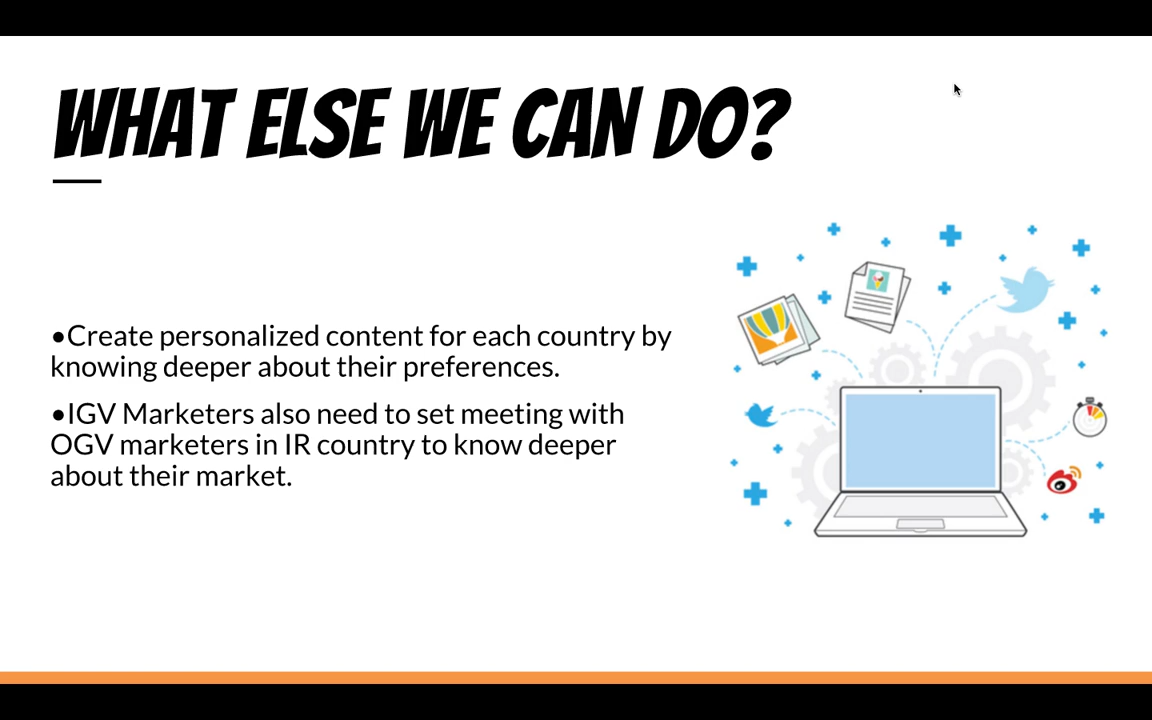 WHAT ELSE WE CAN DO?
•Create personalized content for each country by
knowing deeper about their preferences.
•IGV Marketers also need to set meeting with
OGV marketers in IR country to know deeper
about their market.